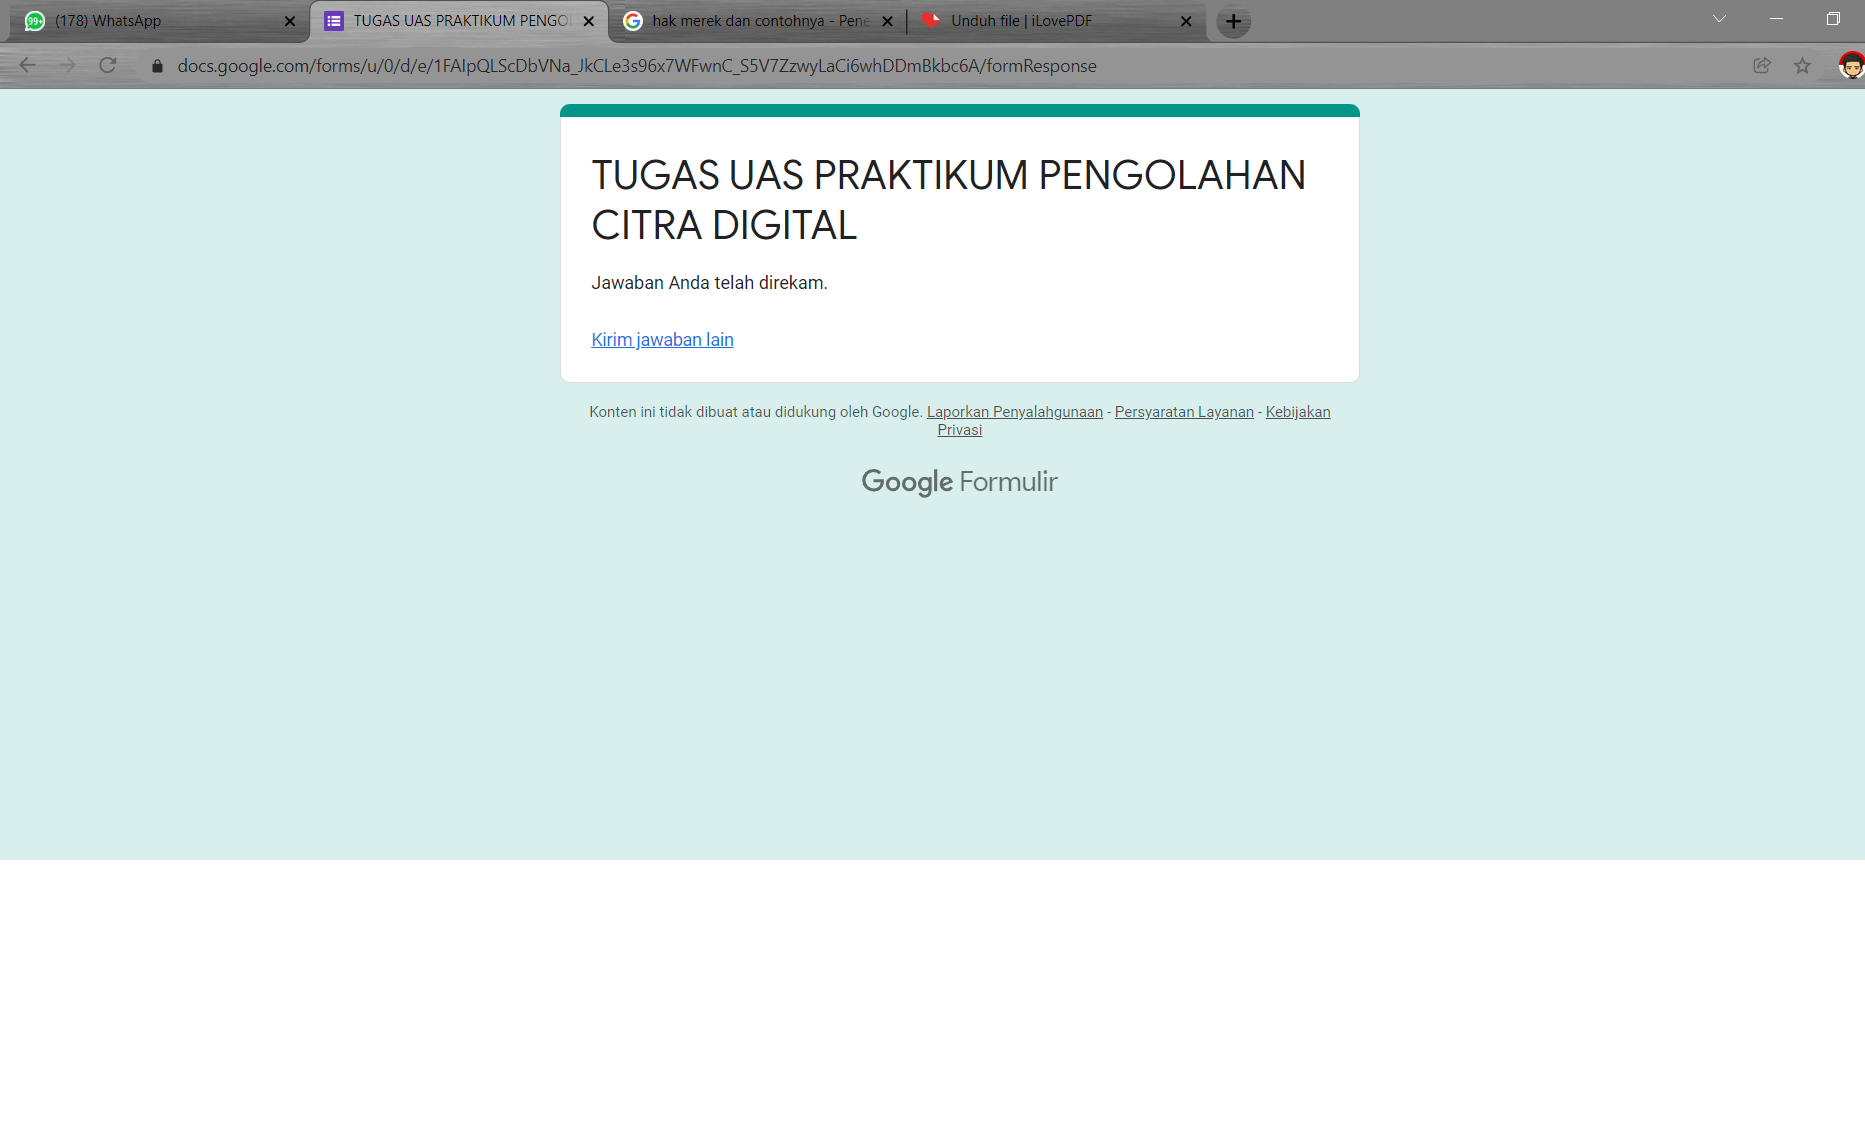 99+
(178) WhatsApp
TUGAS UAS PRAKTIKUM PENGOL
hak merek dan contohnya - Pene
Unduh file | iLovePDF
docs.google.com/forms/u/0/d/e/1FAIpQLScDbVNa_JkCLe3s96x7WFwnC_S5V7ZzwyLaCi6whDDmBkbc6A/formResponse
TUGAS UAS PRAKTIKUM PENGOLAHAN
CITRA DIGITAL
Jawaban Anda telah direkam.
Kirim jawaban lain
Konten ini tidak dibuat atau didukung oleh Google. Laporkan Penyalahgunaan - Persyaratan Layanan - Kebijakan
Privasi
Google Formulir